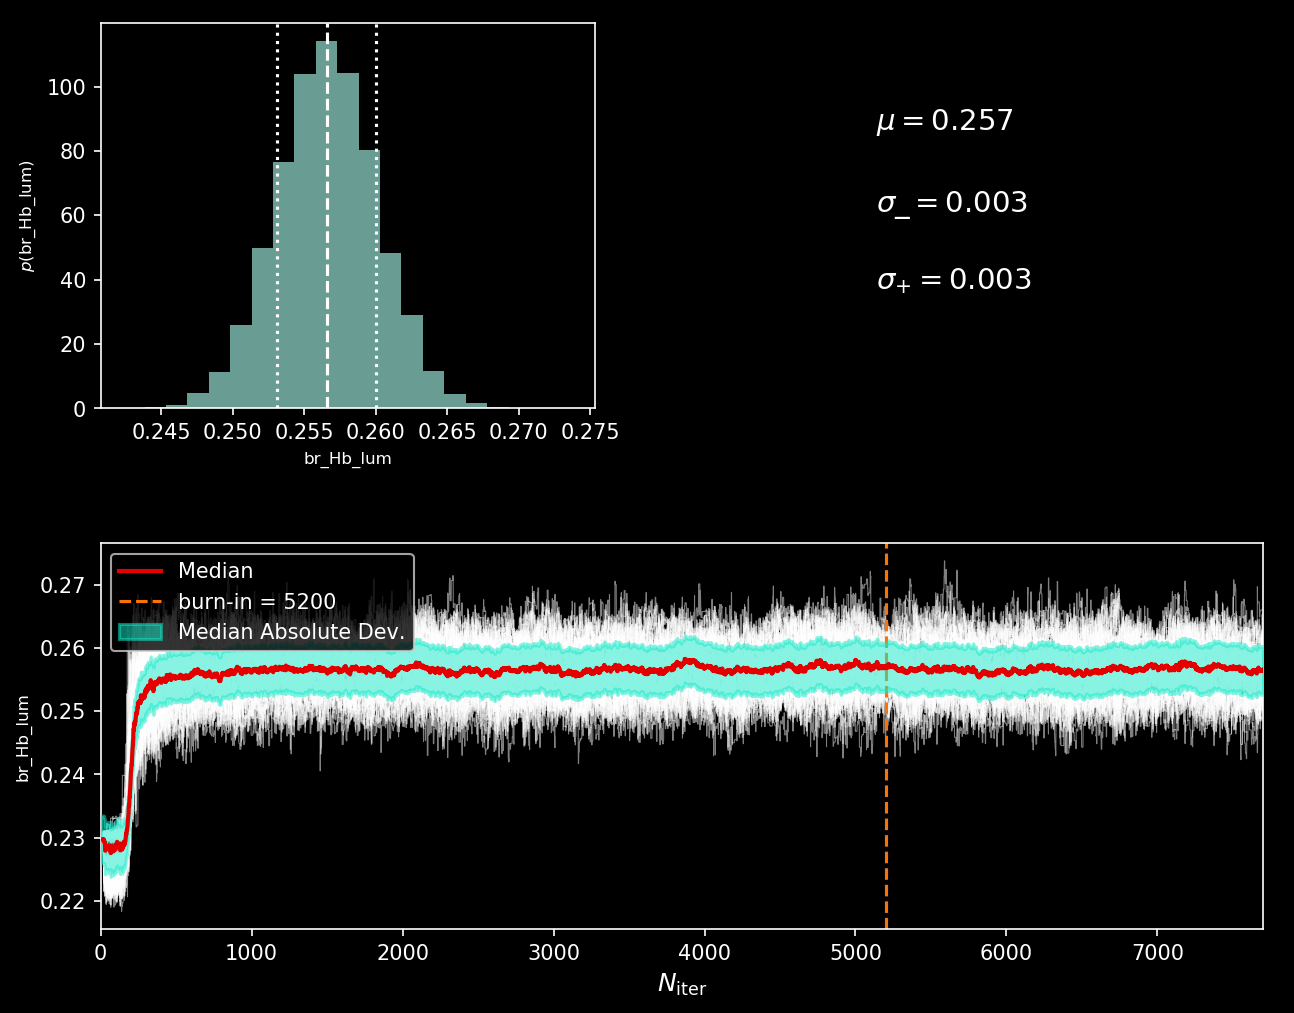 100
80
60
40
20
0
p(br_Hb_lum)
0.245 0.250 0.255 0.260 0.265 0.270 0.275
br_Hb_lum
μ = 0.257
σ₋ = 0.003
σ₊ = 0.003
Median
burn-in = 5200
Median Absolute Dev.
0.27
0.26
0.25
0.24
0.23
0.22
br_Hb_lum
0 1000 2000 3000 4000 5000 6000 7000
N_iter